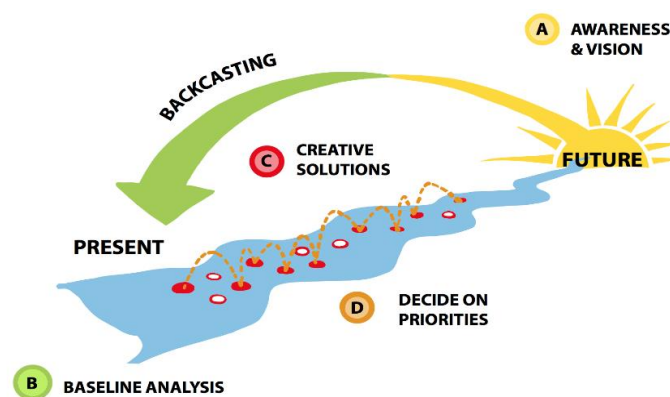 A
AWARENESS
& VISION
BACKCASTING
C
CREATIVE
SOLUTIONS
FUTURE
PRESENT
D
DECIDE ON
PRIORITIES
B
BASELINE ANALYSIS